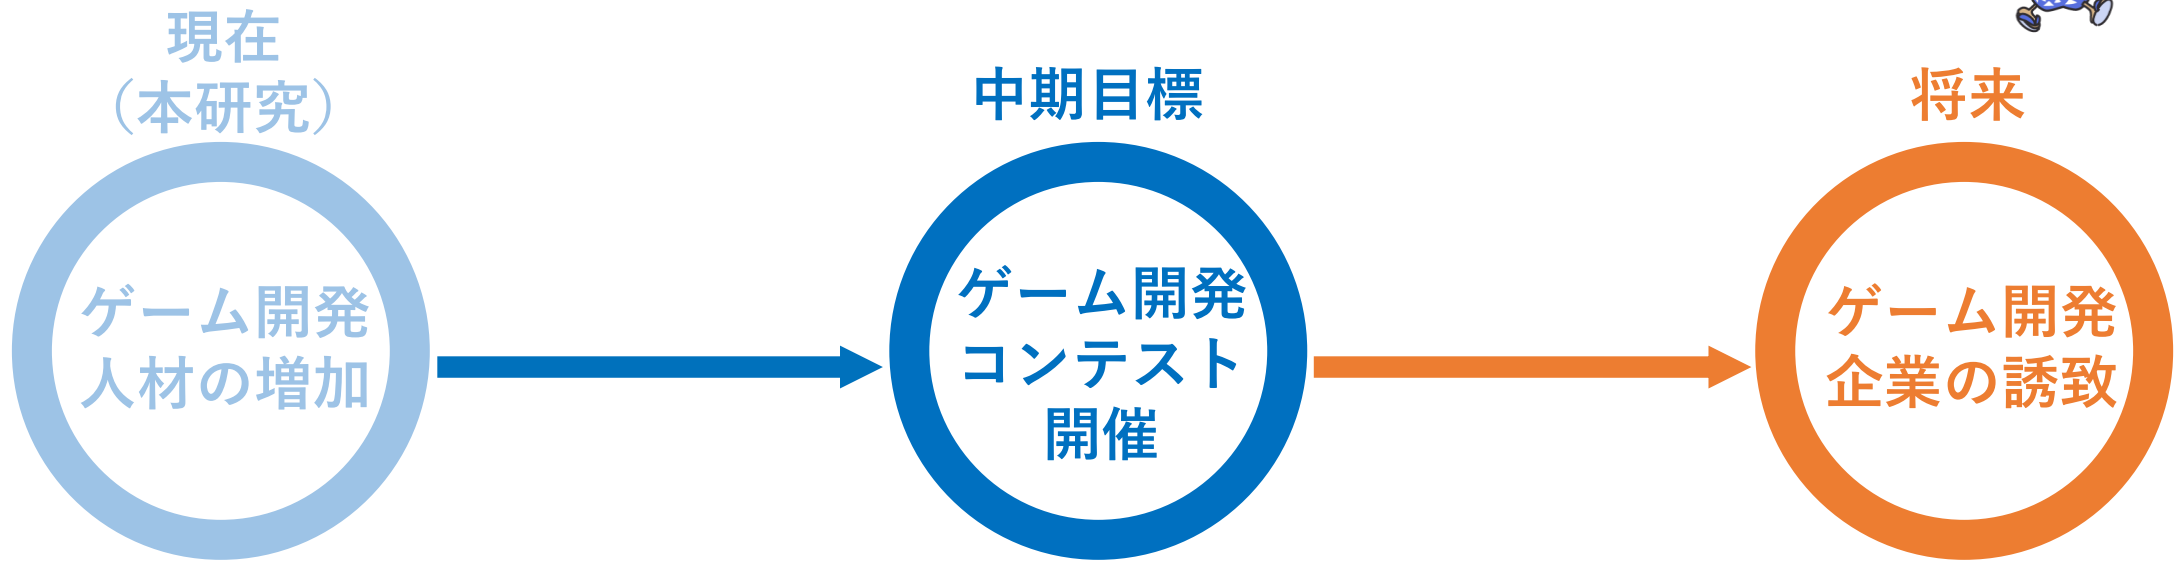 現在
（本研究）
ゲーム開発
人材の増加
中期目標
ゲーム開発
コンテスト
開催
将来
ゲーム開発
企業の誘致